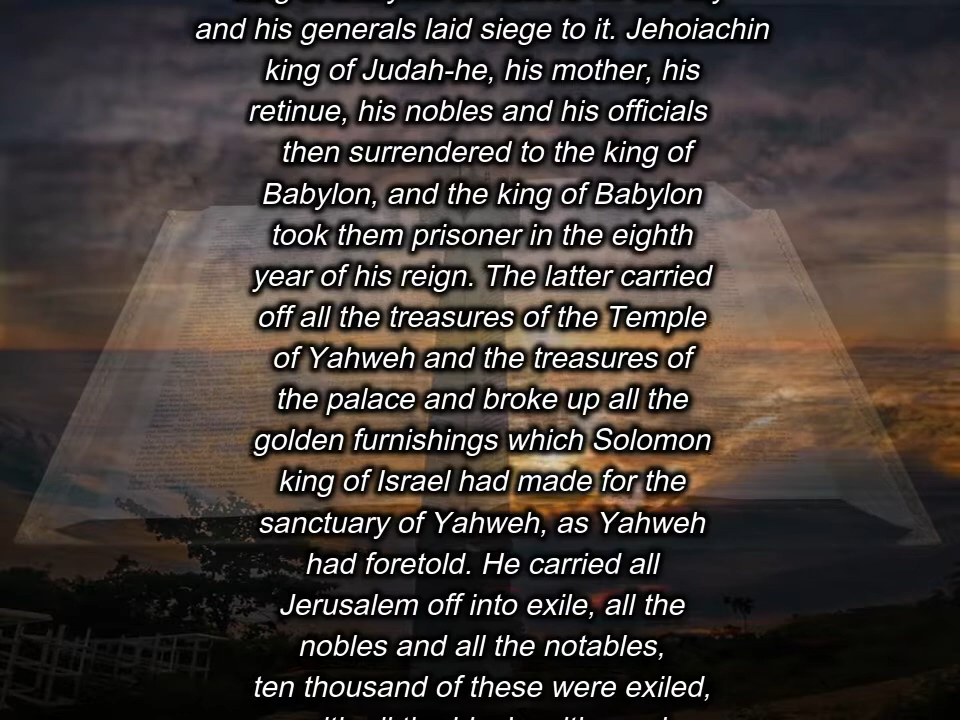 and his generals laid siege to it. Jehoiachin
king of Judah-he, his mother, his
retinue, his nobles and his officials
then surrendered to the king of
Babylon, and the king of Babylon
took them prisoner in the eighth
year of his reign. The latter carried
off all the treasures of the Temple
of Yahweh and the treasures of
the palace and broke up all the
golden furnishings which Solomon
king of Israel had made for the
sanctuary of Yahweh, as Yahweh
had foretold. He carried all
Jerusalem off into exile, all the
nobles and all the notables,
ten thousand of these were exiled,